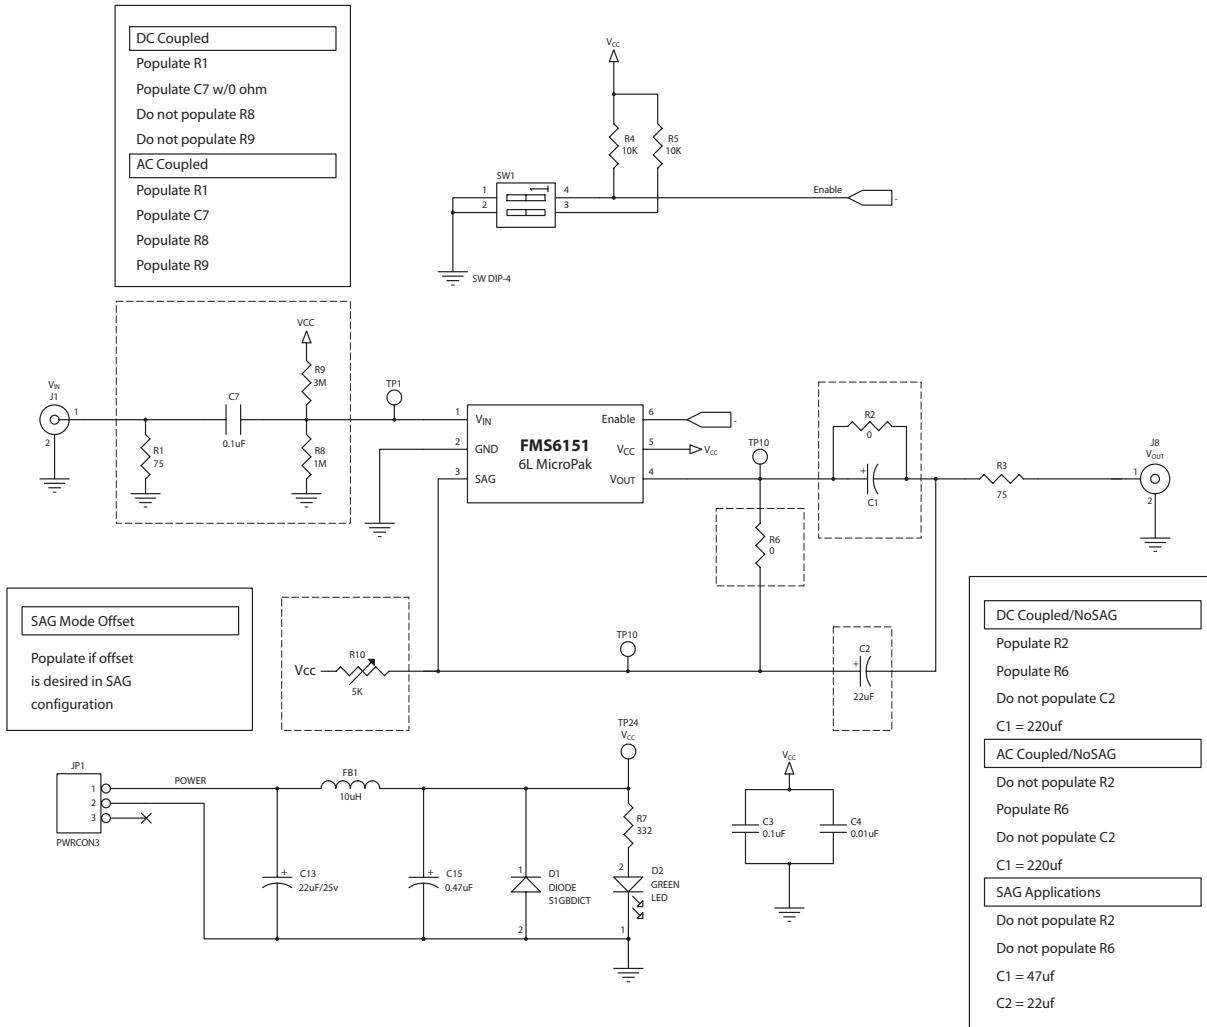 DC Coupled
Populate R1
Populate C7 w/0 ohm
Do not populate R8
Do not populate R9
AC Coupled
Populate R1
Populate C7
Populate R8
Populate R9
VCC
R4
10K
R5
10K
SW1
1
2
4
3
Enable
-
SW DIP-4
VCC
R9
3M
VIN
J1
1
2
C7
0.1uF
R1
75
R8
1M
TP1
1
VIN
2
GND
3
SAG
FMS6151
6L MicroPak
Enable
6
-
VCC
5
VCC
VOUT
4
TP10
R2
0
+
C1
R3
75
J8
VOUT
1
2
R6
0
SAG Mode Offset
Populate if offset
is desired in SAG
configuration
Vcc
R10
5K
TP10
C2
+
22uF
DC Coupled/NoSAG
Populate R2
Populate R6
Do not populate C2
C1 = 220uf
AC Coupled/NoSAG
Do not populate R2
Populate R6
Do not populate C2
C1 = 220uf
SAG Applications
Do not populate R2
Do not populate R6
C1 = 47uf
C2 = 22uf
JP1
1
2
3
PWRCON3
POWER
FB1
10uH
TP24
VCC
R7
332
+
C13
22uF/25v
+
C15
0.47uF
1
D1
DIODE
S1GBDICT
2
2
D2
GREEN
LED
1
VCC
C3
0.1uF
C4
0.01uF